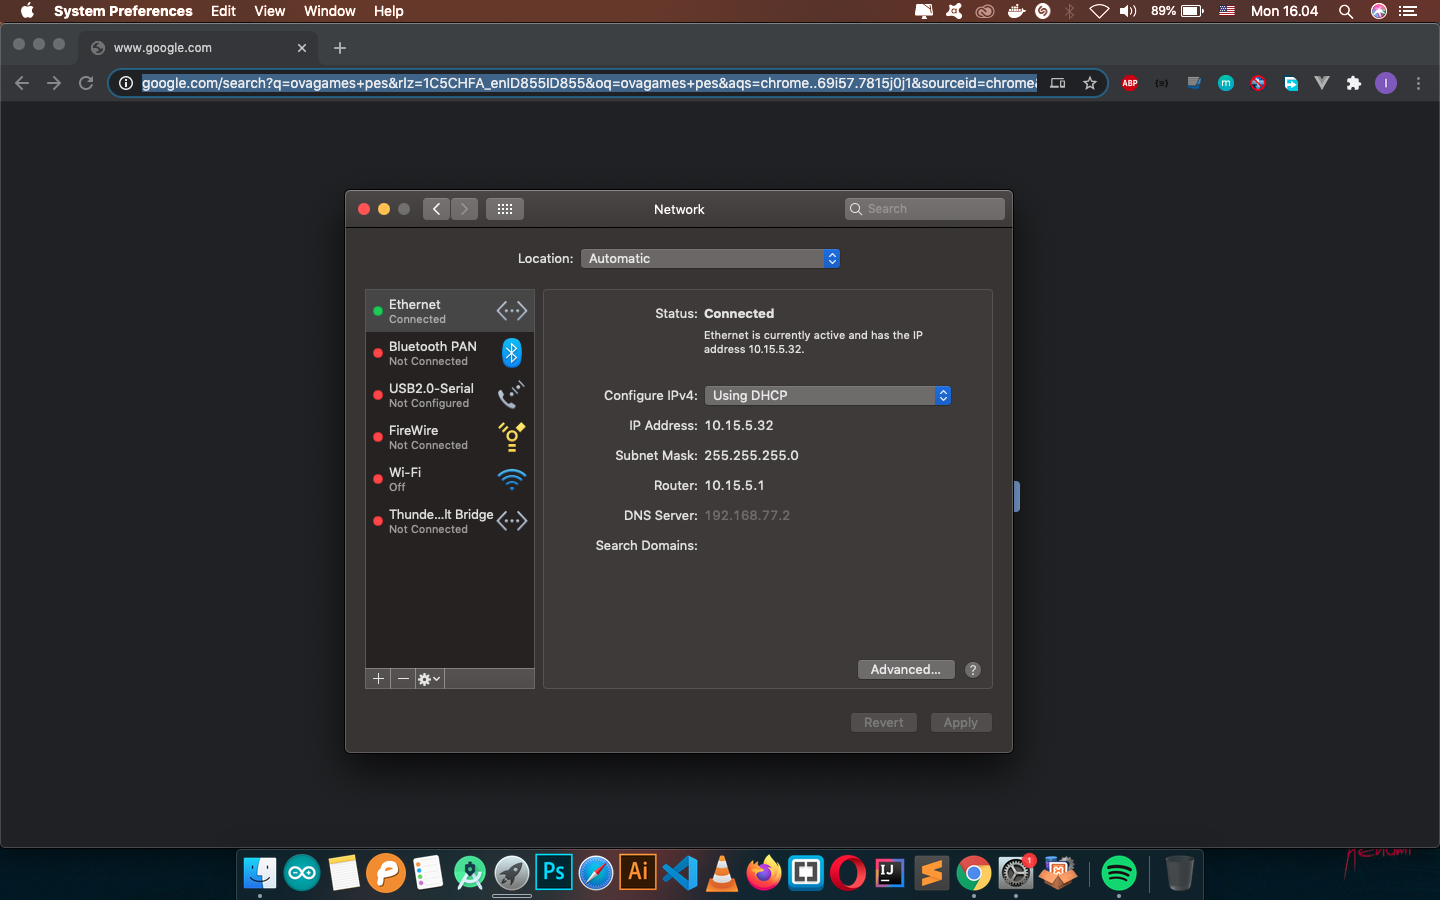 System Preferences Edit View Window Help
89% Mon 16.04
www.google.com
google.com/search?q=ovagames+pes&rlz=1C5CHFA_enID855ID855&oq=ovagames+pes&aqs=chrome..69i57.7815j0j1&sourceid=chrome
ABP
m
I
Network
Search
Location: Automatic
Ethernet
Connected
Bluetooth PAN
Not Connected
USB2.0-Serial
Not Configured
FireWire
Not Connected
Wi-Fi
Off
Thunde...lt Bridge
Not Connected
Status: Connected
Ethernet is currently active and has the IP
address 10.15.5.32.
Configure IPv4: Using DHCP
IP Address: 10.15.5.32
Subnet Mask: 255.255.255.0
Router: 10.15.5.1
DNS Server: 192.168.77.2
Search Domains:
Advanced...
?
Revert
Apply
Ps
Ai
IJ
1